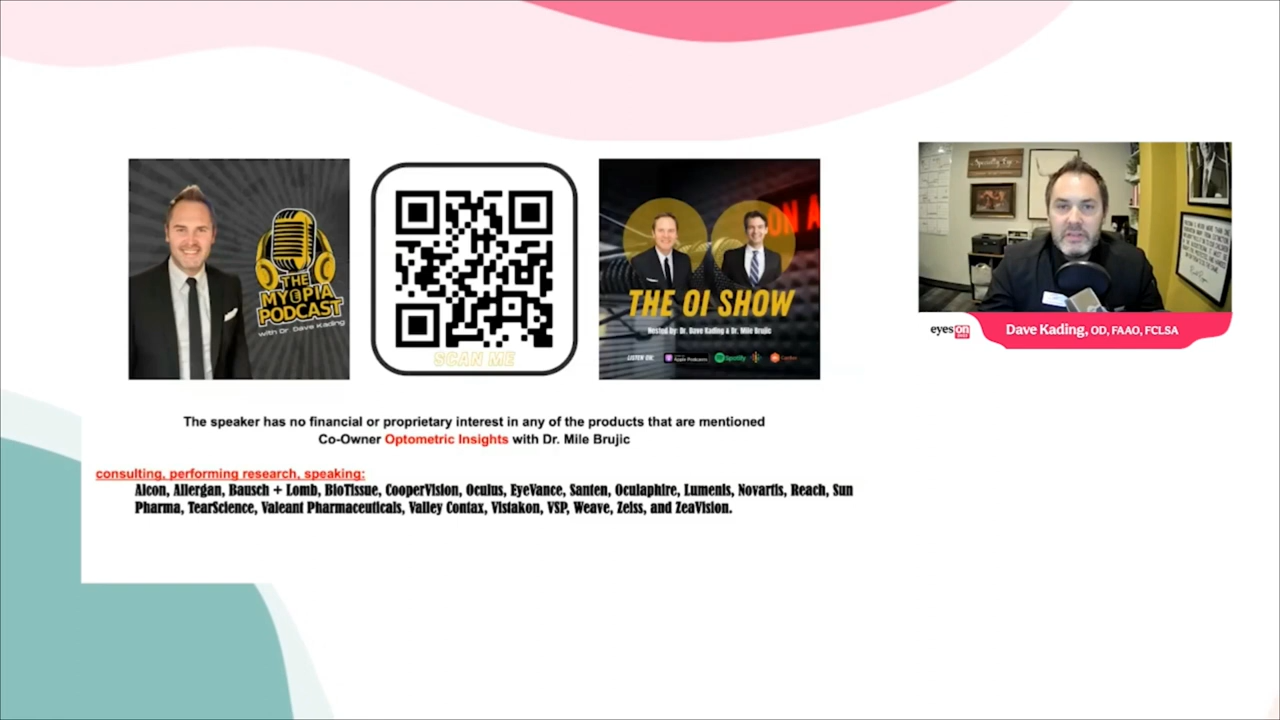 THE
MYOPIA
PODCAST
with Dr. Dave Kading
SCAN ME
ON A
THE OI SHOW
Hosted by: Dr. Dave Kading & Dr. Mile Brujic
LISTEN ON:
Apple Podcasts
Spotify
Specialty Eye
eyes on
Dave Kading, OD, FAAO, FCLSA
The speaker has no financial or proprietary interest in any of the products that are mentioned
Co-Owner Optometric Insights with Dr. Mile Brujic
consulting, performing research, speaking:
Alcon, Allergan, Bausch + Lomb, BioTissue, CooperVision, Oculus, EyeVance, Santen, Oculaphire, Lumenis, Novartis, Reach, Sun
Pharma, TearScience, Valeant Pharmaceuticals, Valley Contax, Vistakon, VSP, Weave, Zeiss, and ZeaVision.